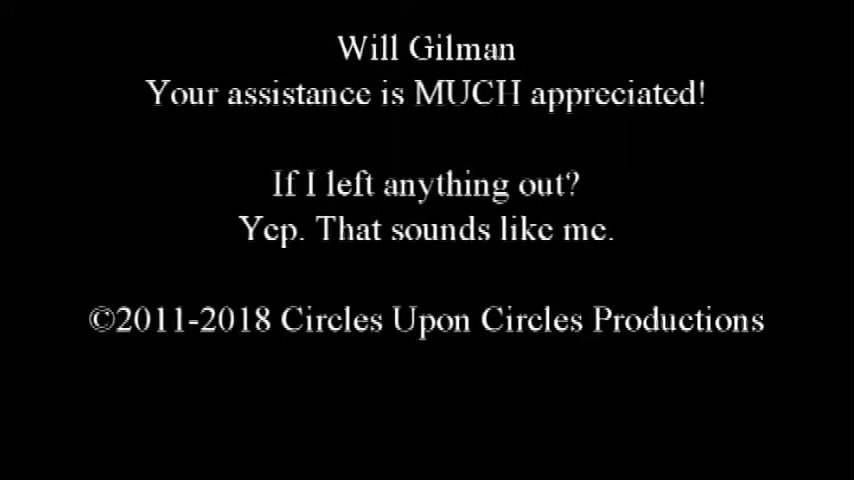 Will Gilman
Your assistance is MUCH appreciated!
If I left anything out?
Yep. That sounds like me.
©2011-2018 Circles Upon Circles Productions